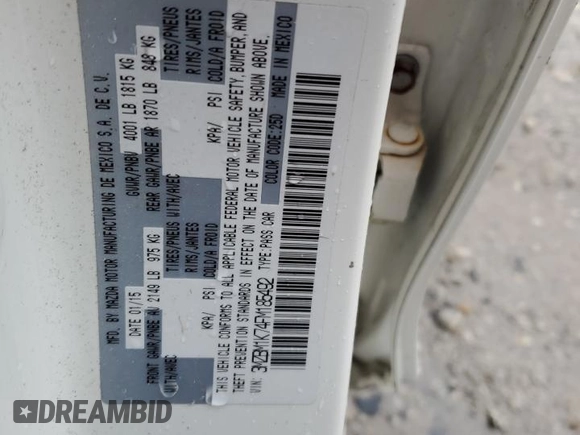 MFD. BY MAZDA MOTOR MANUFACTURING DE MEXICO S.A. DE C.V.
DATE 01/15 GVWR/PNBV 4001 LB 1815 KG
FRONT GAWR/PNBE AV 2149 LB 975 KG REAR GAWR/PNBE AR 1870 LB 848 KG
WITH/AVEC TIRES/PNEUS WITH/AVEC TIRES/PNEUS
RIMS/JANTES RIMS/JANTES
KPA/ PSI COLD/A FROID KPA/ PSI COLD/A FROID
THIS VEHICLE CONFORMS TO ALL APPLICABLE FEDERAL MOTOR VEHICLE SAFETY, BUMPER, AND
THEFT PREVENTION STANDARDS IN EFFECT ON THE DATE OF MANUFACTURE SHOWN ABOVE.
VIN: 3MZBM1K74FM185492 TYPE:PASS CAR COLOR CODE:25D MADE IN MEXICO
DREAMBID